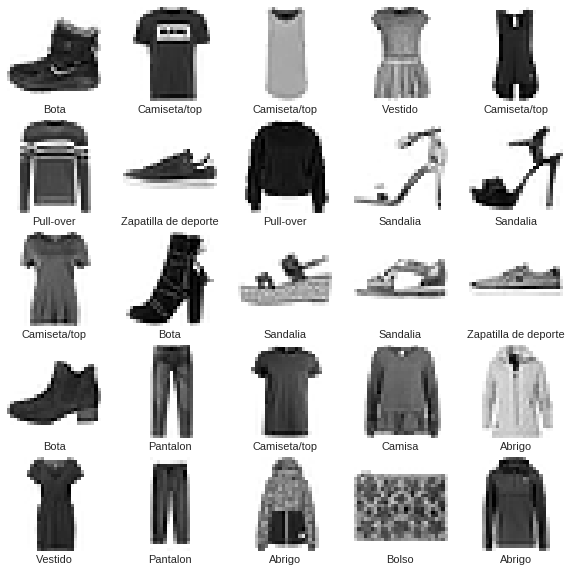 Bota
Camiseta/top
Camiseta/top
Vestido
Camiseta/top
Pull-over
Zapatilla de deporte
Pull-over
Sandalia
Sandalia
Camiseta/top
Bota
Sandalia
Sandalia
Zapatilla de deporte
Bota
Pantalon
Camiseta/top
Camisa
Abrigo
Vestido
Pantalon
Abrigo
Bolso
Abrigo